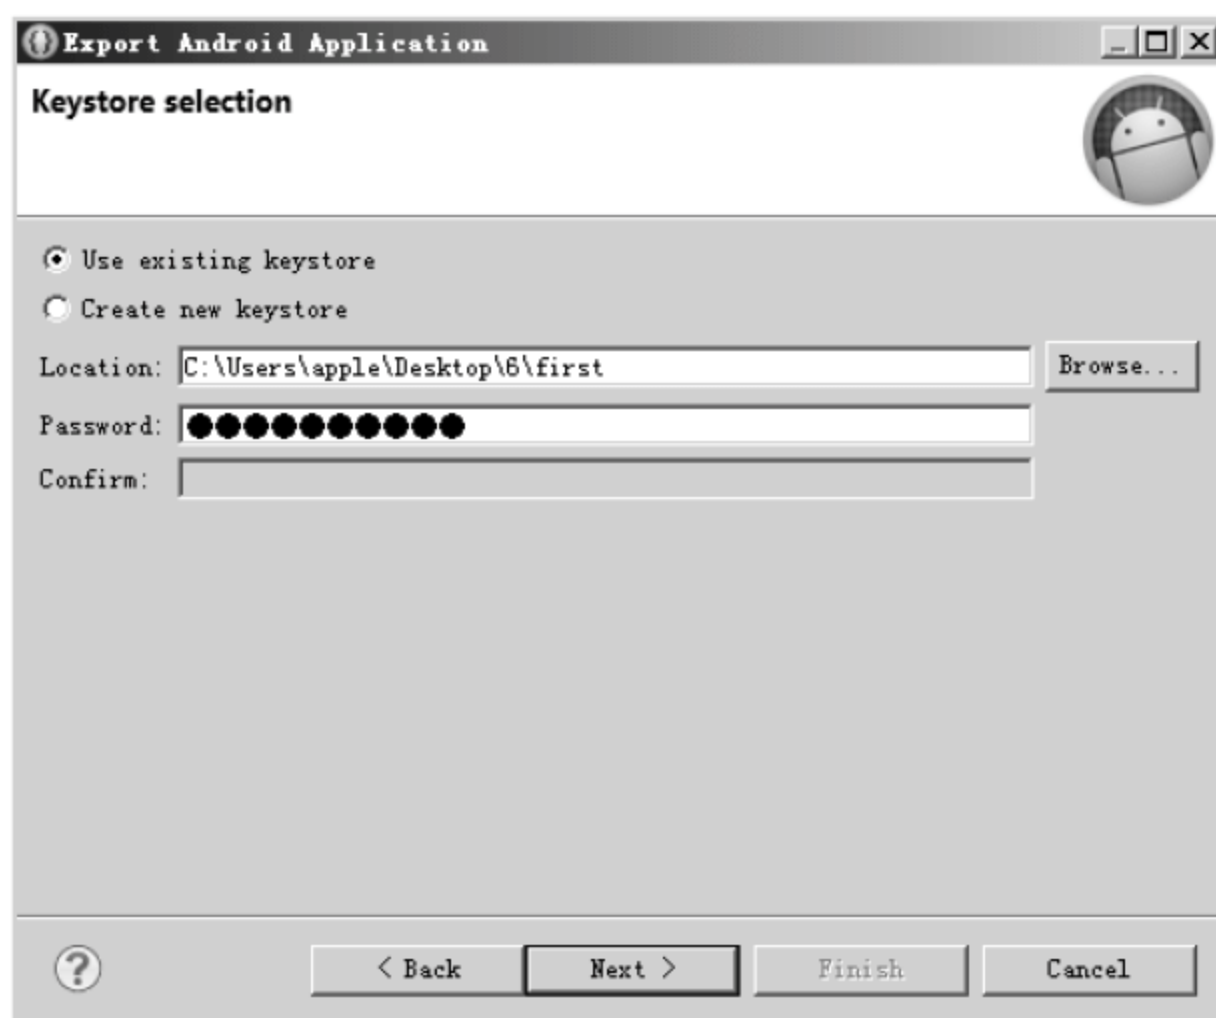 Export Android Application
Keystore selection
Use existing keystore
Create new keystore
Location: C:\Users\apple\Desktop\6\first Browse...
Password: ●●●●●●●●●●
Confirm:
? < Back Next > Finish Cancel